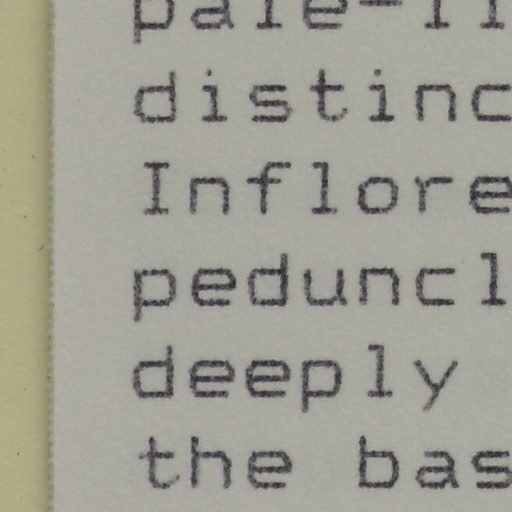 distinc
Inflore
peduncl
deeply
the bas